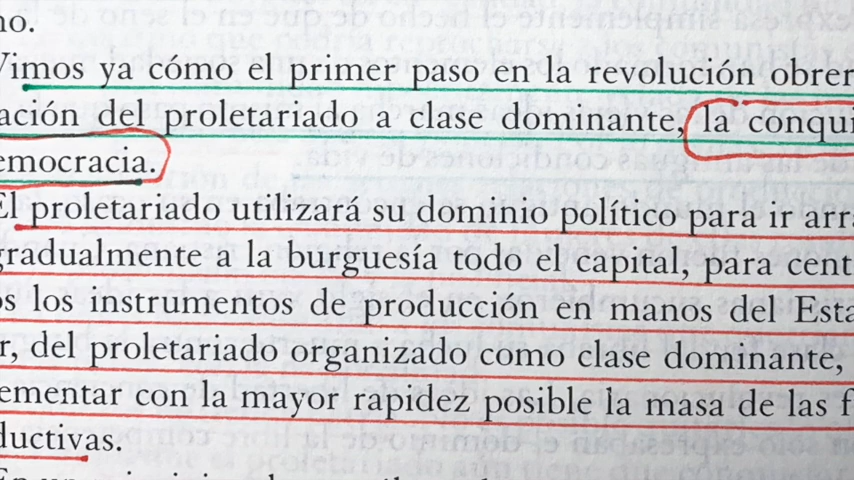 no.
Vimos ya cómo el primer paso en la revolución obrer
ación del proletariado a clase dominante, la conqui
emocracia.
El proletariado utilizará su dominio político para ir arra
gradualmente a la burguesía todo el capital, para cent
os los instrumentos de producción en manos del Esta
r, del proletariado organizado como clase dominante,
ementar con la mayor rapidez posible la masa de las f
ductivas.